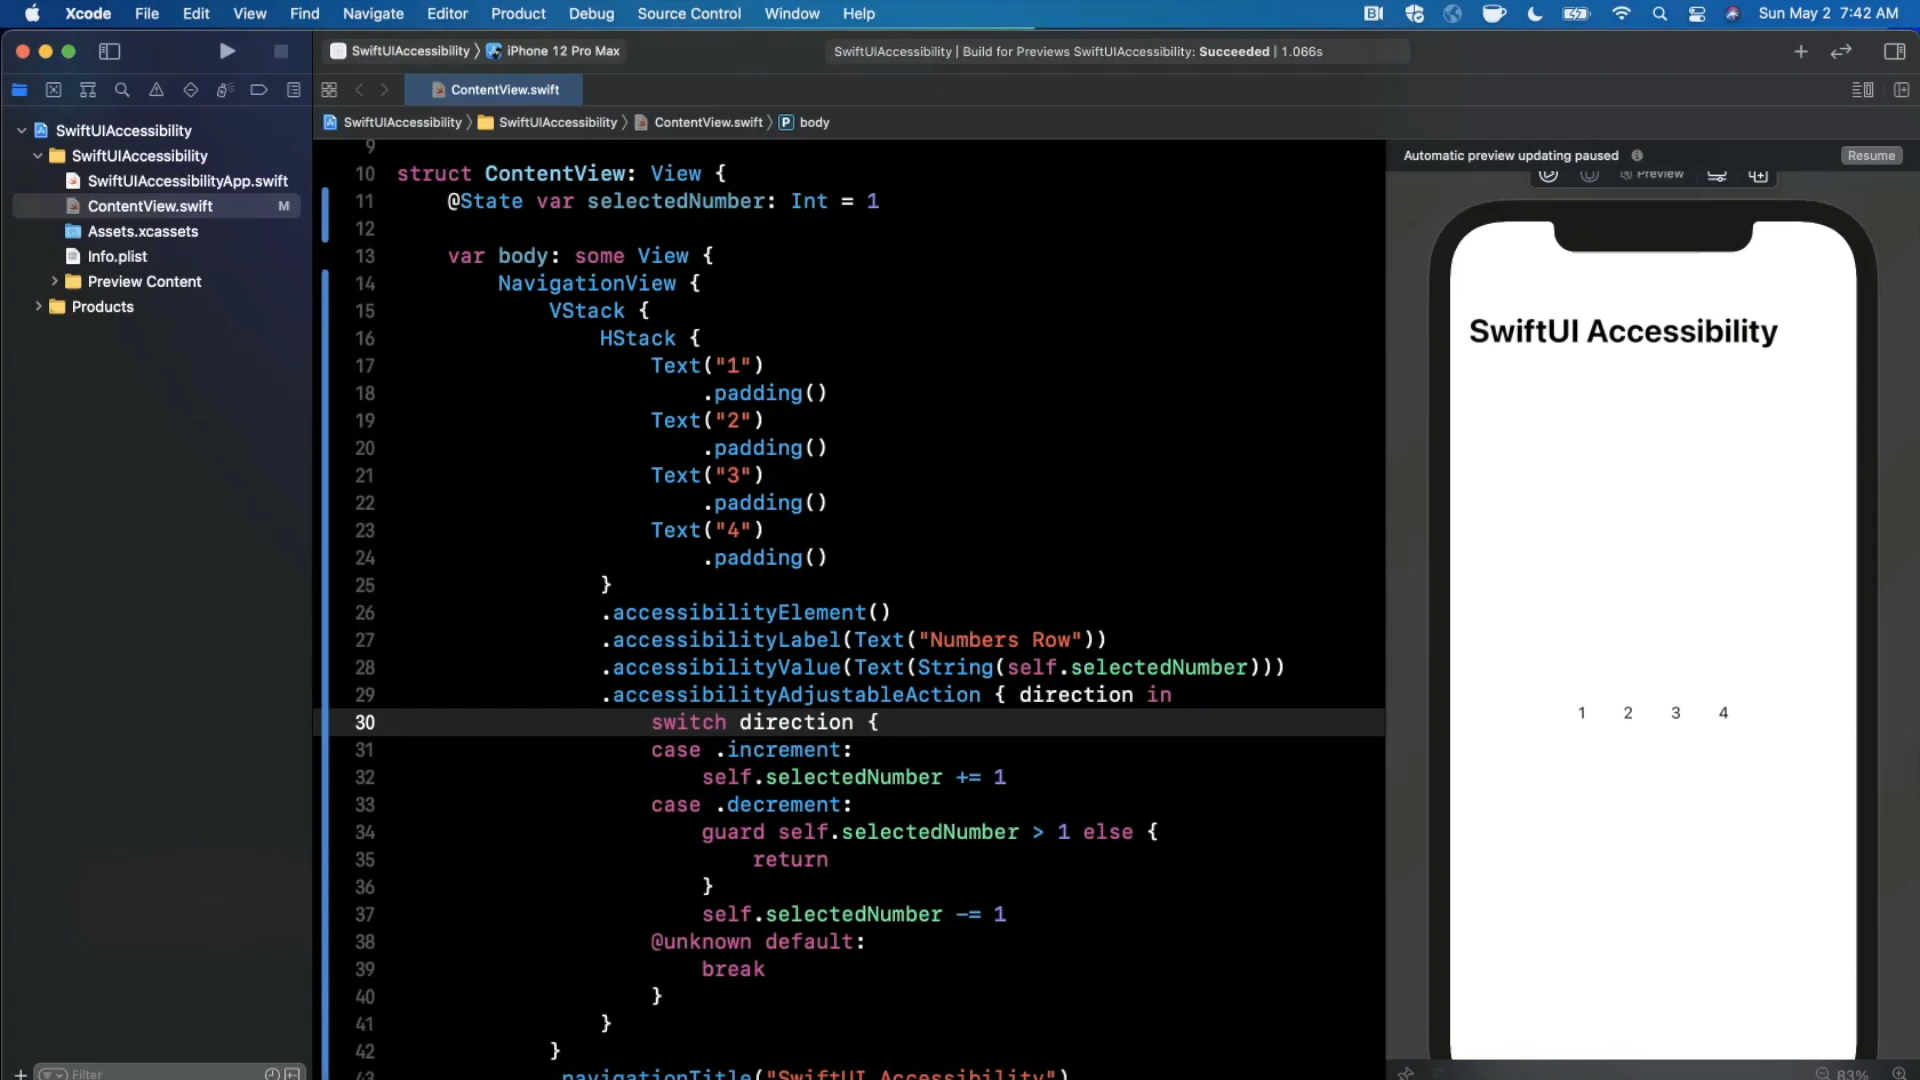 Xcode File Edit View Find Navigate Editor Product Debug Source Control Window Help Sun May 2 7:42 AM
SwiftUIAccessibility iPhone 12 Pro Max SwiftUIAccessibility | Build for Previews SwiftUIAccessibility: Succeeded | 1.066s
ContentView.swift
SwiftUIAccessibility SwiftUIAccessibility ContentView.swift P body
SwiftUIAccessibility
SwiftUIAccessibility
SwiftUIAccessibilityApp.swift
ContentView.swift M
Assets.xcassets
Info.plist
Preview Content
Products
Filter
9
10 struct ContentView: View {
11 @State var selectedNumber: Int = 1
12
13 var body: some View {
14 NavigationView {
15 VStack {
16 HStack {
17 Text("1")
18 .padding()
19 Text("2")
20 .padding()
21 Text("3")
22 .padding()
23 Text("4")
24 .padding()
25 }
26 .accessibilityElement()
27 .accessibilityLabel(Text("Numbers Row"))
28 .accessibilityValue(Text(String(self.selectedNumber)))
29 .accessibilityAdjustableAction { direction in
30 switch direction {
31 case .increment:
32 self.selectedNumber += 1
33 case .decrement:
34 guard self.selectedNumber > 1 else {
35 return
36 }
37 self.selectedNumber -= 1
38 @unknown default:
39 break
40 }
41 }
42 }
43 .navigationTitle("SwiftUI Accessibility")
Automatic preview updating paused Resume
Preview
SwiftUI Accessibility
1 2 3 4
83%